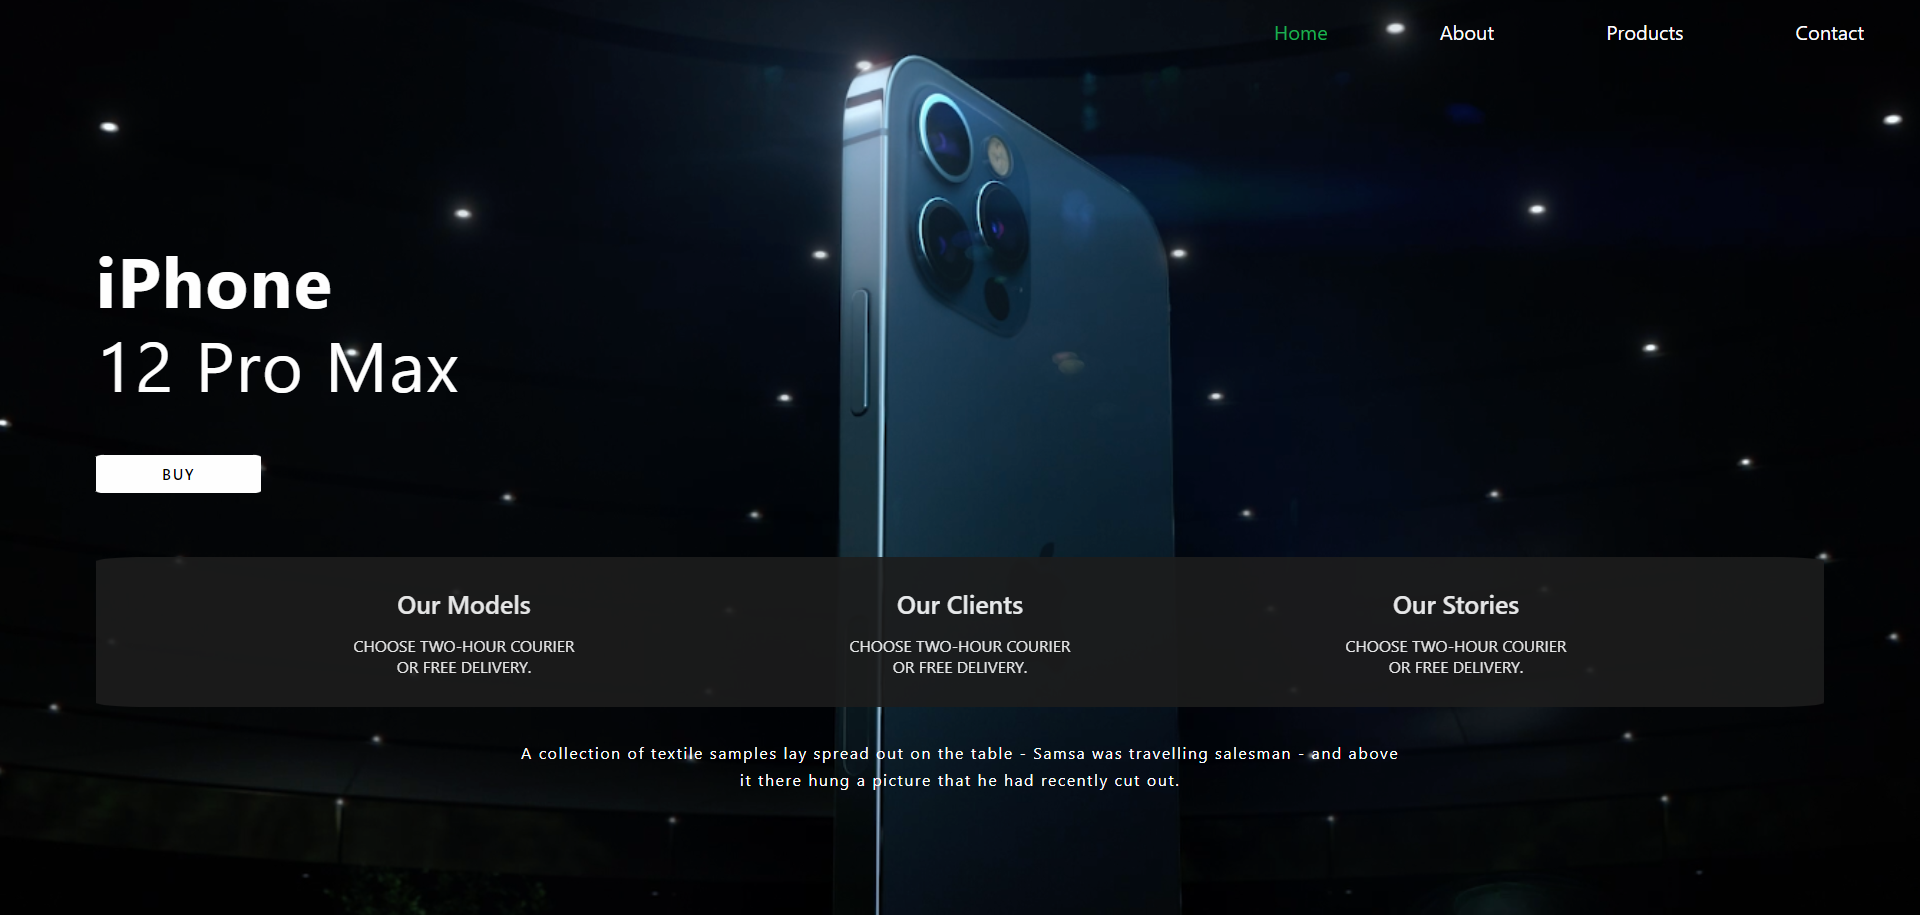 Home About Products Contact
iPhone
12 Pro Max
BUY
Our Models
CHOOSE TWO-HOUR COURIER
OR FREE DELIVERY.
Our Clients
CHOOSE TWO-HOUR COURIER
OR FREE DELIVERY.
Our Stories
CHOOSE TWO-HOUR COURIER
OR FREE DELIVERY.
A collection of textile samples lay spread out on the table - Samsa was travelling salesman - and above
it there hung a picture that he had recently cut out.